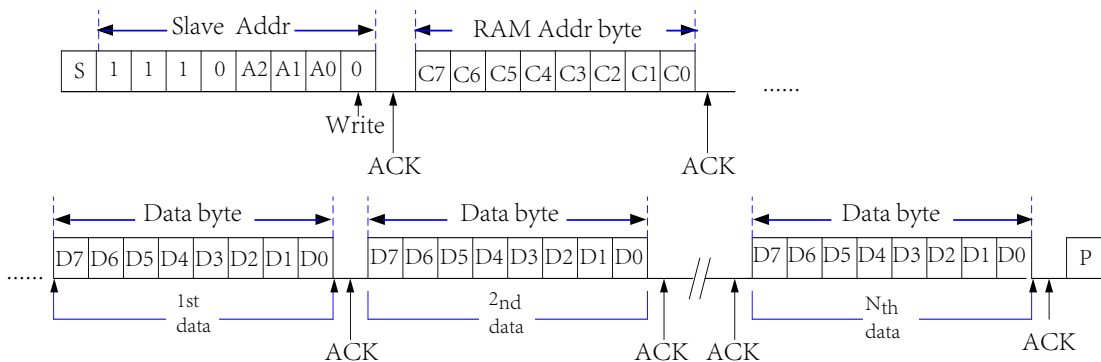 Slave Addr RAM Addr byte
S 1 1 1 0 A2 A1 A0 0 C7 C6 C5 C4 C3 C2 C1 C0 ......
Write
ACK ACK
Data byte Data byte Data byte
...... D7 D6 D5 D4 D3 D2 D1 D0 D7 D6 D5 D4 D3 D2 D1 D0 // D7 D6 D5 D4 D3 D2 D1 D0 P
1st 2nd Nth
data data data
ACK ACK ACK ACK